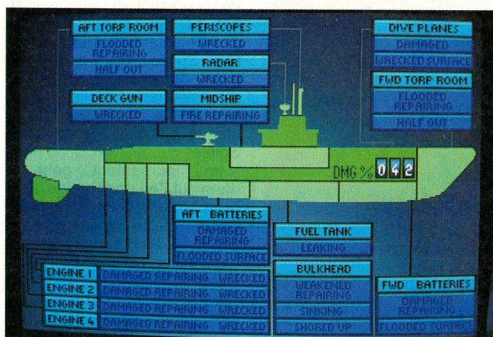 AFT TORP ROOM
FLOODED
REPAIRING
HALF OUT
PERISCOPES
WRECKED
RADAR
WRECKED
DIVE PLANES
DAMAGED
WRECKED SURFACE
FWD TORP ROOM
FLOODED
REPAIRING
HALF OUT
DECK GUN
WRECKED
MIDSHIP
FIRE REPAIRING
DMG% 042
AFT BATTERIES
DAMAGED
REPAIRING
FLOODED SURFACE
FUEL TANK
LEAKING
BULKHEAD
WEAKENED
REPAIRING
SINKING
SHORED UP
FWD BATTERIES
DAMAGED
REPAIRING
FLOODED SURFACE
ENGINE 1 DAMAGED REPAIRING WRECKED
ENGINE 2 DAMAGED REPAIRING WRECKED
ENGINE 3 DAMAGED REPAIRING WRECKED
ENGINE 4 DAMAGED REPAIRING WRECKED